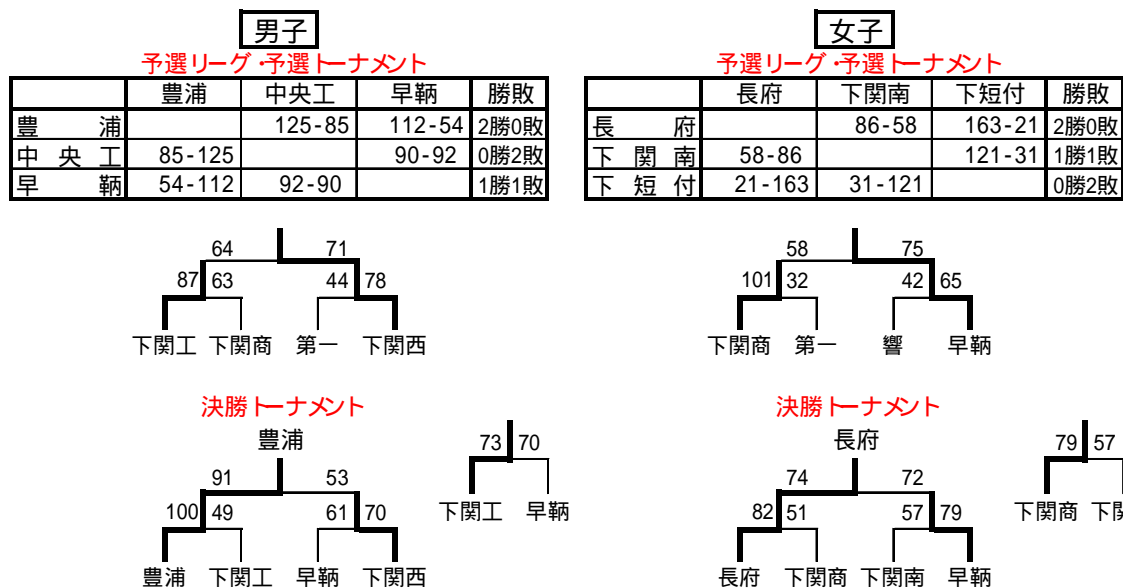 男子
予選リーグ・予選トーナメント
豊浦 中央工 早鞆 勝敗
豊浦 125-85 112-54 2勝0敗
中央工 85-125 90-92 0勝2敗
早鞆 54-112 92-90 1勝1敗
64 71
87 63 44 78
下関工 下関商 第一 下関西
決勝トーナメント
豊浦
91 53
100 49 61 70
豊浦 下関工 早鞆 下関西
73 70
下関工 早鞆
女子
予選リーグ・予選トーナメント
長府 下関南 下短付 勝敗
長府 86-58 163-21 2勝0敗
下関南 58-86 121-31 1勝1敗
下短付 21-163 31-121 0勝2敗
58 75
101 32 42 65
下関商 第一 響 早鞆
決勝トーナメント
長府
74 72
82 51 57 79
長府 下関商 下関南 早鞆
79 57
下関商 下関